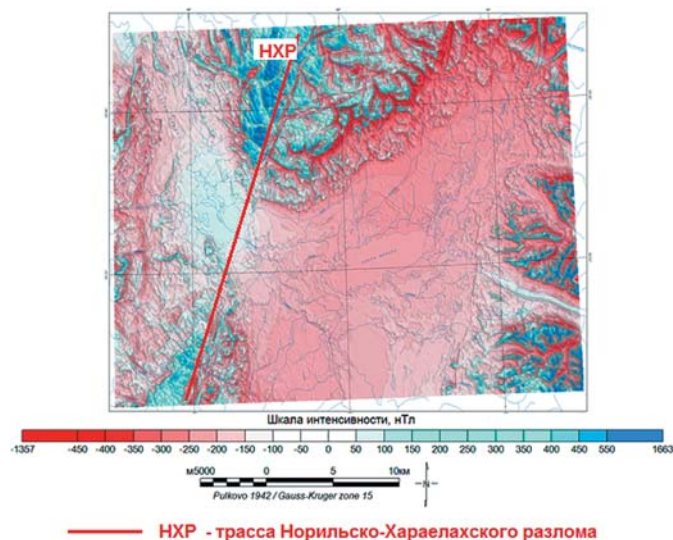 НХР
Шкала интенсивности, нТл
-1357 -450 -400 -350 -300 -250 -200 -150 -100 -50 0 50 100 150 200 250 300 350 400 450 550 1663
м5000 0 5 10км
Pulkovo 1942 / Gauss-Kruger zone 15
N
НХР - трасса Норильско-Хараелахского разлома